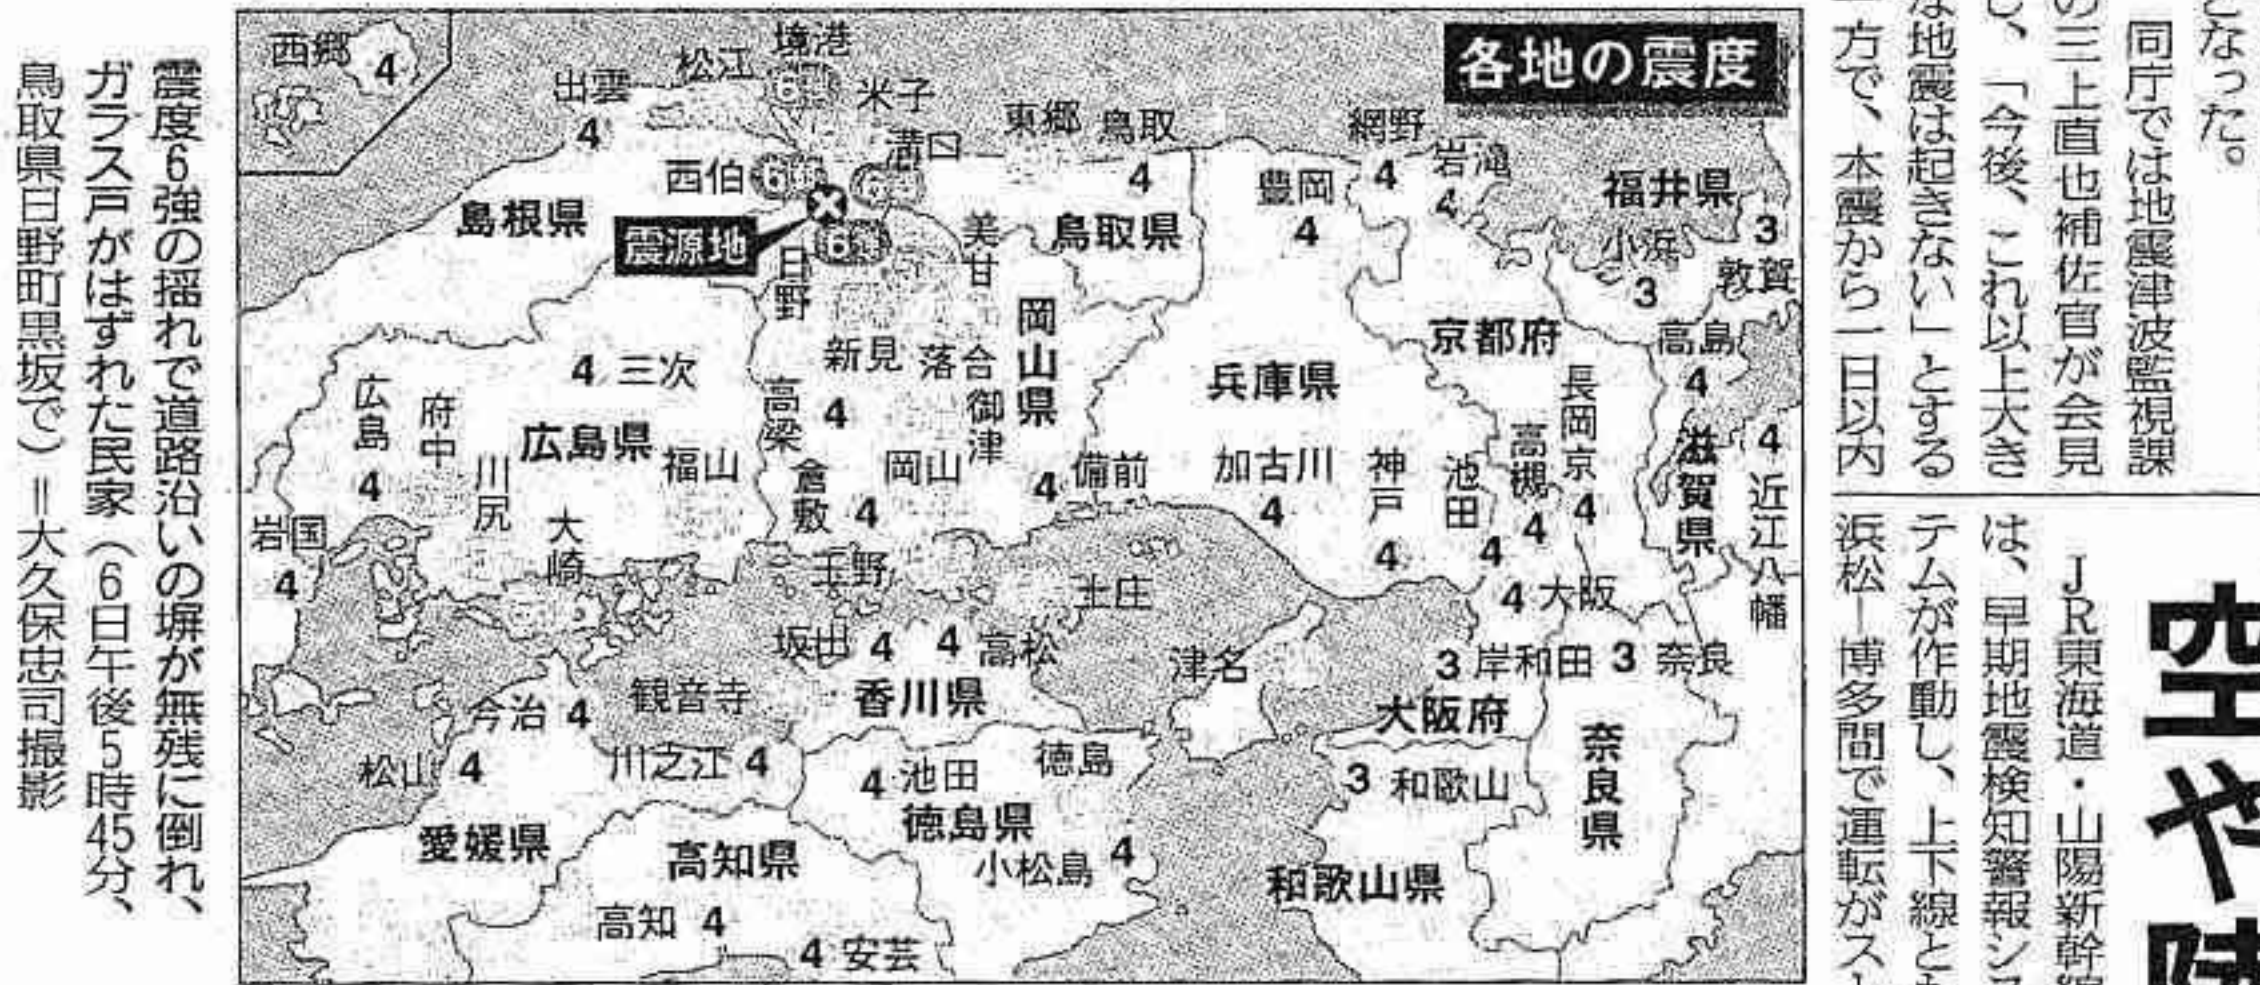 となった。
同庁では地震津波監視課
の三上直也補佐官が会見
し、「今後、これ以上大き
な地震は起きない」とする
一方で、本震から一日以内
空や陸
JR東海道・山陽新幹線
は、早期地震検知警報シス
テムが作動し、上下線とも
浜松―博多間で運転がスト
各地の震度
西郷 4
出雲 4
松江
境港
米子
溝口
西伯
日野
震源地
島根県
東郷
鳥取 4
鳥取県
網野 4
岩滝 4
豊岡 4
福井県
小浜 3
敦賀 3
美甘
岡山県
京都府
高島 4
三次 4
新見
落合
御津
兵庫県
長岡京 4
広島 4
府中
川尻
広島県
福山
高梁 4
倉敷 4
岡山
備前 4
加古川 4
神戸 4
池田 4
高槻 4
滋賀県
近江八幡 4
岩国 4
大崎
玉野
土庄
大阪 4
坂出 4
高松 4
津名
岸和田 3
奈良 3
今治 4
観音寺
香川県
大阪府
松山 4
川之江 4
池田 4
徳島
和歌山 3
奈良県
愛媛県
高知県
徳島県
小松島 4
和歌山県
高知 4
安芸 4
震度6強の揺れで道路沿いの塀が無残に倒れ、
ガラス戸がはずれた民家(6日午後5時45分、
鳥取県日野町黒坂で)=大久保忠司撮影